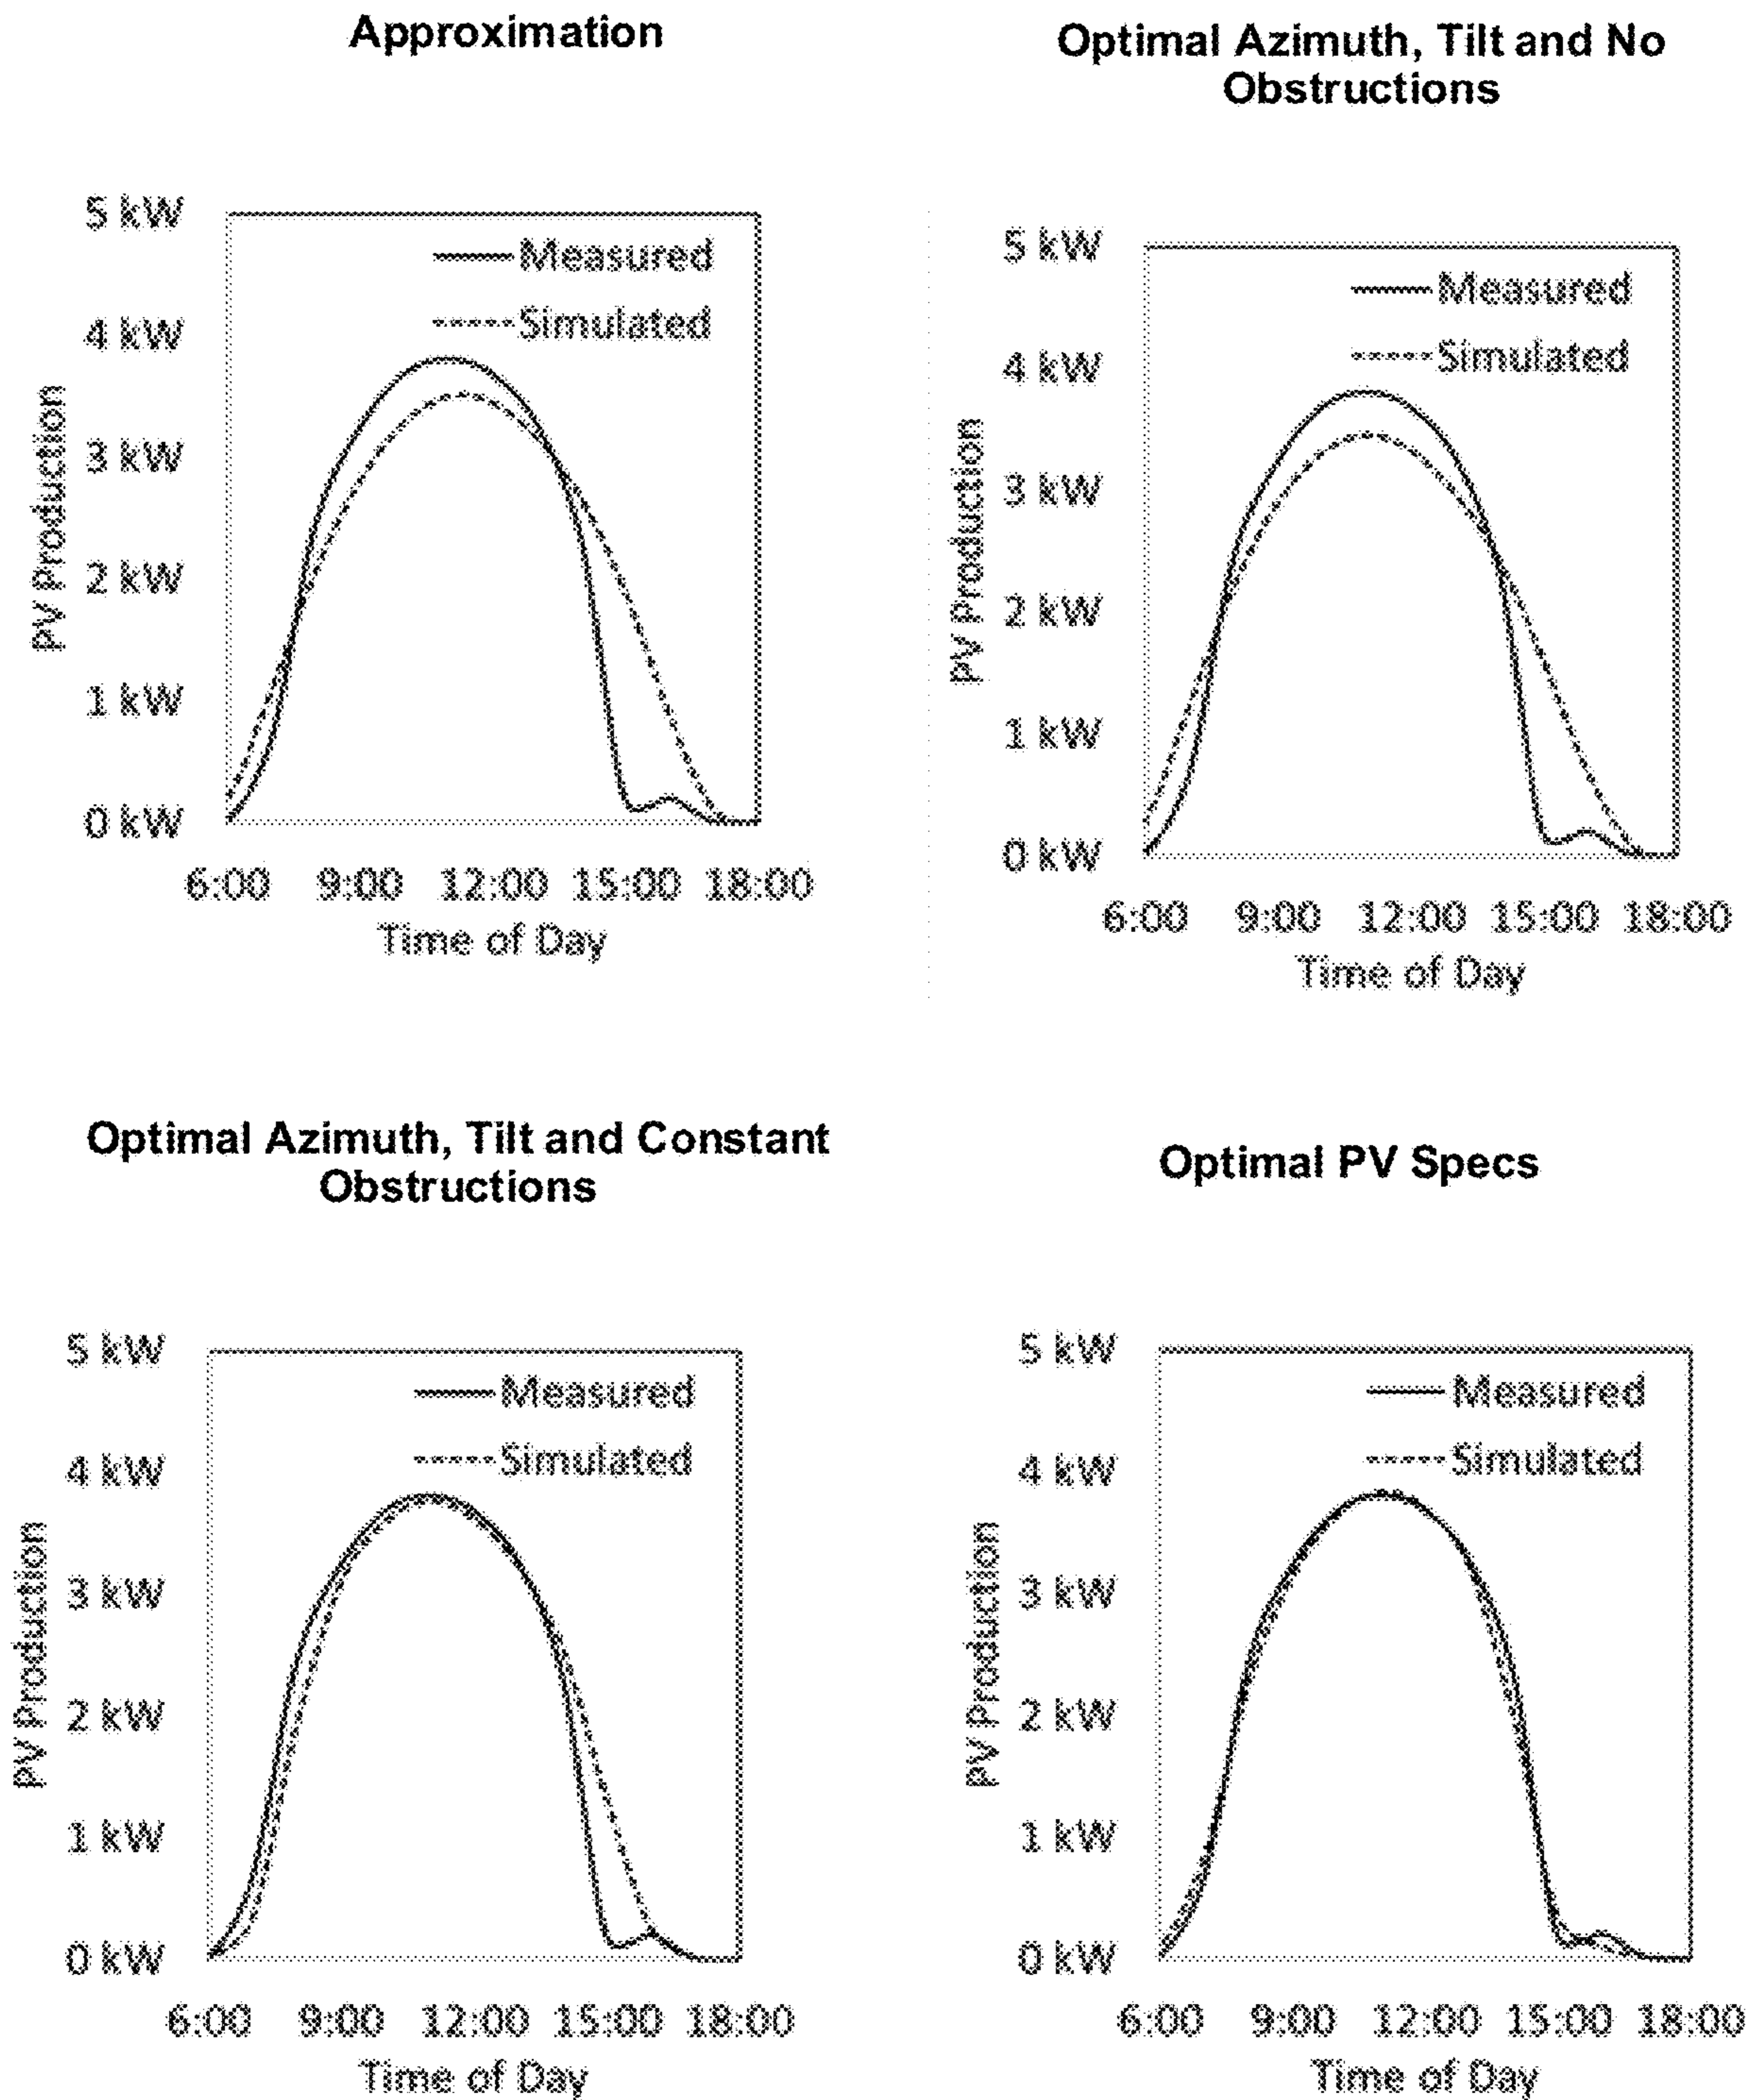 Approximation
5 kW
4 kW
3 kW
2 kW
1 kW
0 kW
PV Production
Measured
Simulated
6:00 9:00 12:00 15:00 18:00
Time of Day
Optimal Azimuth, Tilt and No
Obstructions
5 kW
4 kW
3 kW
2 kW
1 kW
0 kW
PV Production
Measured
Simulated
6:00 9:00 12:00 15:00 18:00
Time of Day
Optimal Azimuth, Tilt and Constant
Obstructions
5 kW
4 kW
3 kW
2 kW
1 kW
0 kW
PV Production
Measured
Simulated
6:00 9:00 12:00 15:00 18:00
Time of Day
Optimal PV Specs
5 kW
4 kW
3 kW
2 kW
1 kW
0 kW
PV Production
Measured
Simulated
6:00 9:00 12:00 15:00 18:00
Time of Day